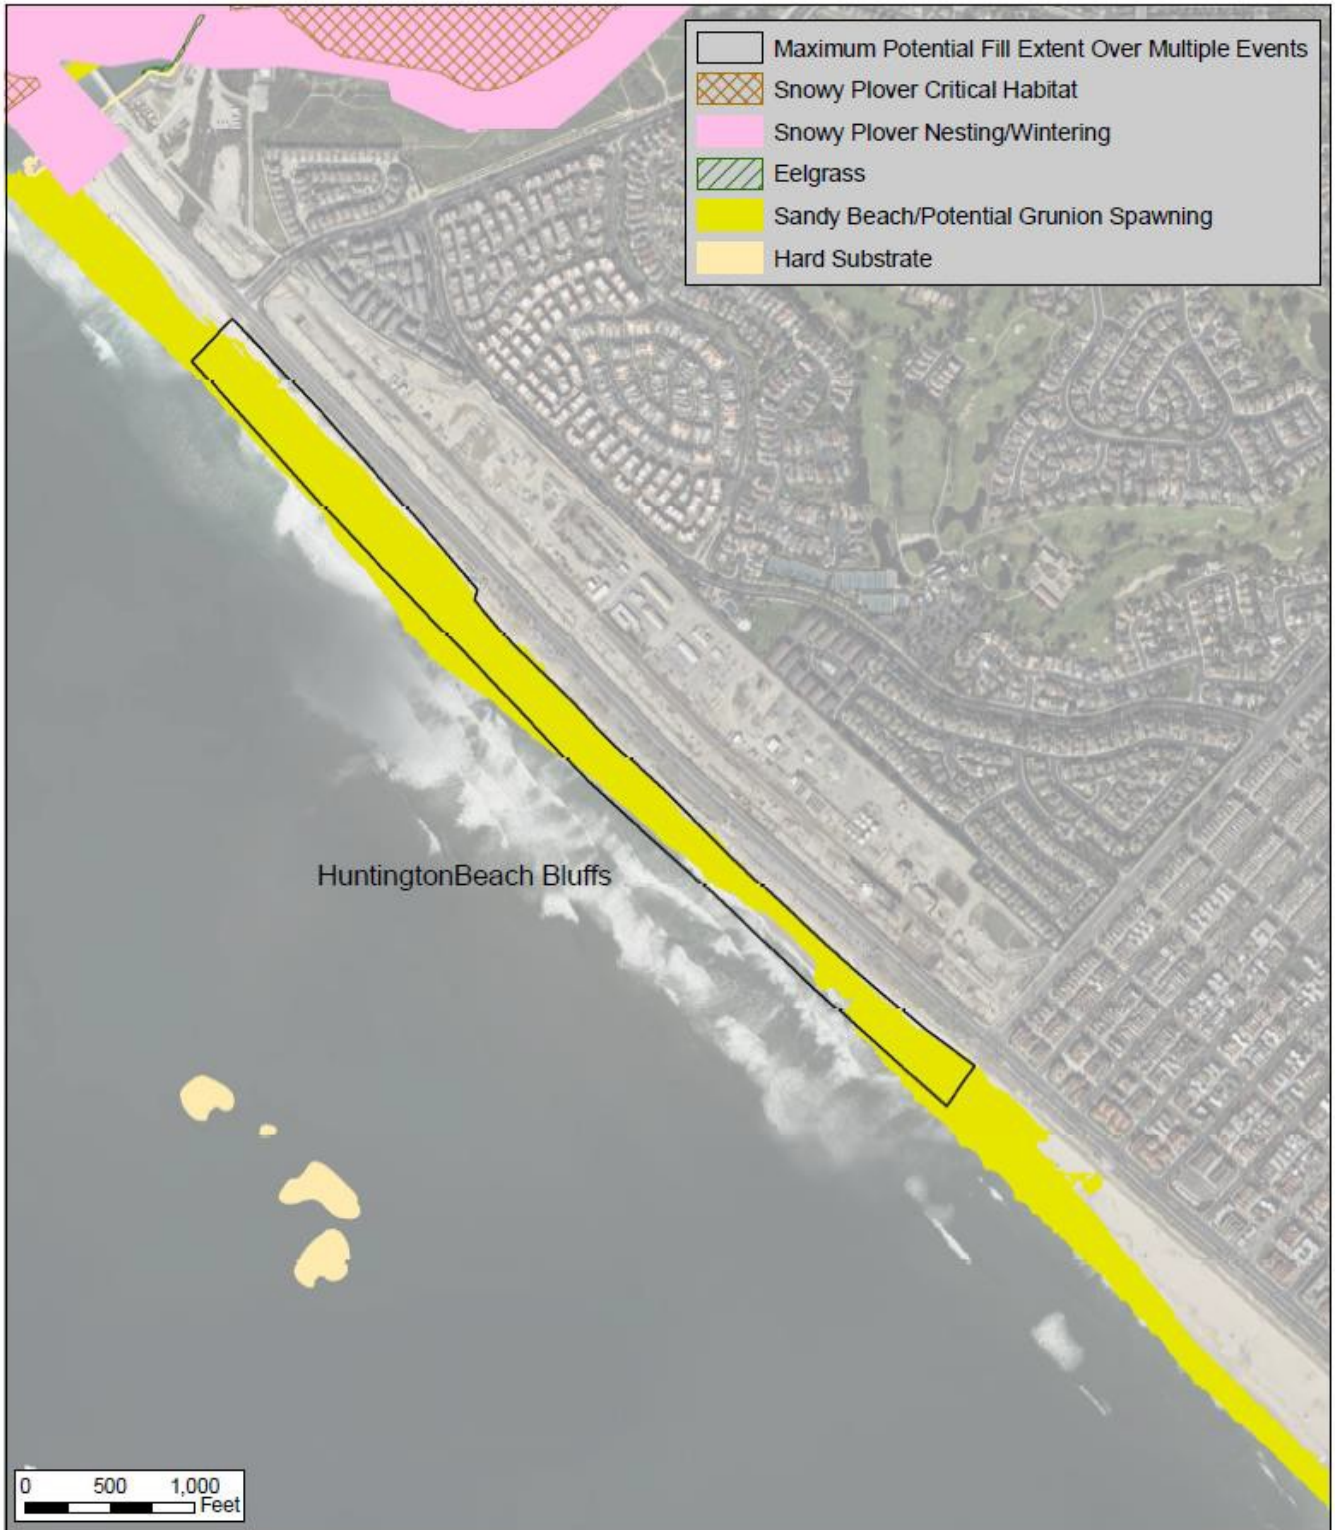 Maximum Potential Fill Extent Over Multiple Events
Snowy Plover Critical Habitat
Snowy Plover Nesting/Wintering
Eelgrass
Sandy Beach/Potential Grunion Spawning
Hard Substrate
HuntingtonBeach Bluffs
0 500 1,000
Feet